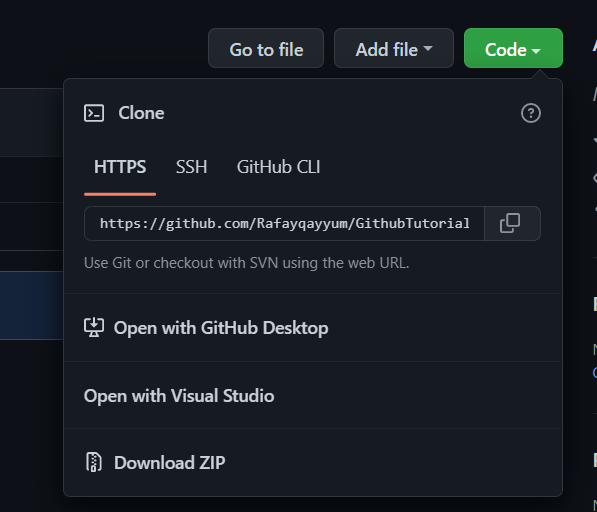 Go to file
Add file
Code
Clone
HTTPS
SSH
GitHub CLI
https://github.com/Rafayqayyum/GithubTutorial
Use Git or checkout with SVN using the web URL.
Open with GitHub Desktop
Open with Visual Studio
Download ZIP